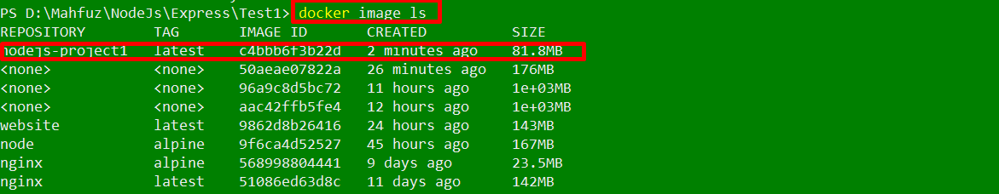 PS D:\Mahfuz\NodeJs\Express\Test1> docker image ls
REPOSITORY TAG IMAGE ID CREATED SIZE
nodejs-project1 latest c4bbb6f3b22d 2 minutes ago 81.8MB
<none> <none> 50aeae07822a 26 minutes ago 176MB
<none> <none> 96a9c8d5bc72 11 hours ago 1e+03MB
<none> <none> aac42ffb5fe4 12 hours ago 1e+03MB
website latest 9862d8b26416 24 hours ago 143MB
node alpine 9f6ca4d52527 45 hours ago 167MB
nginx alpine 568998804441 9 days ago 23.5MB
nginx latest 51086ed63d8c 11 days ago 142MB